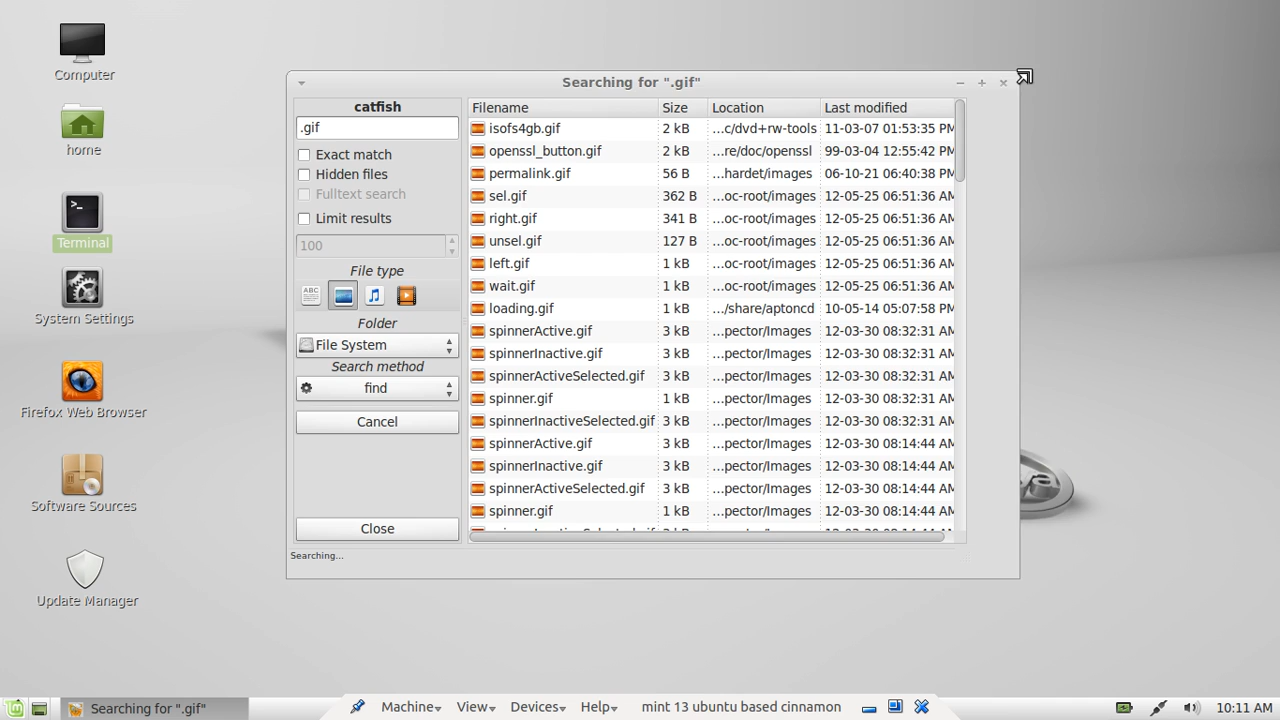 Computer
home
Terminal
System Settings
Firefox Web Browser
Software Sources
Update Manager
Searching for ".gif"
catfish
.gif
Exact match
Hidden files
Fulltext search
Limit results
100
File type
ABC
Folder
File System
Search method
find
Cancel
Close
Searching...
Filename Size Location Last modified
isofs4gb.gif 2 kB ...c/dvd+rw-tools 11-03-07 01:53:35 PM
openssl_button.gif 2 kB ...re/doc/openssl 99-03-04 12:55:42 PM
permalink.gif 56 B ...hardet/images 06-10-21 06:40:38 PM
sel.gif 362 B ...oc-root/images 12-05-25 06:51:36 AM
right.gif 341 B ...oc-root/images 12-05-25 06:51:36 AM
unsel.gif 127 B ...oc-root/images 12-05-25 06:51:36 AM
left.gif 1 kB ...oc-root/images 12-05-25 06:51:36 AM
wait.gif 1 kB ...oc-root/images 12-05-25 06:51:36 AM
loading.gif 1 kB .../share/aptoncd 10-05-14 05:07:58 PM
spinnerActive.gif 3 kB ...pector/Images 12-03-30 08:32:31 AM
spinnerInactive.gif 3 kB ...pector/Images 12-03-30 08:32:31 AM
spinnerActiveSelected.gif 3 kB ...pector/Images 12-03-30 08:32:31 AM
spinner.gif 1 kB ...pector/Images 12-03-30 08:32:31 AM
spinnerInactiveSelected.gif 3 kB ...pector/Images 12-03-30 08:32:31 AM
spinnerActive.gif 3 kB ...pector/Images 12-03-30 08:14:44 AM
spinnerInactive.gif 3 kB ...pector/Images 12-03-30 08:14:44 AM
spinnerActiveSelected.gif 3 kB ...pector/Images 12-03-30 08:14:44 AM
spinner.gif 1 kB ...pector/Images 12-03-30 08:14:44 AM
Searching for ".gif"
Machine View Devices Help mint 13 ubuntu based cinnamon
10:11 AM